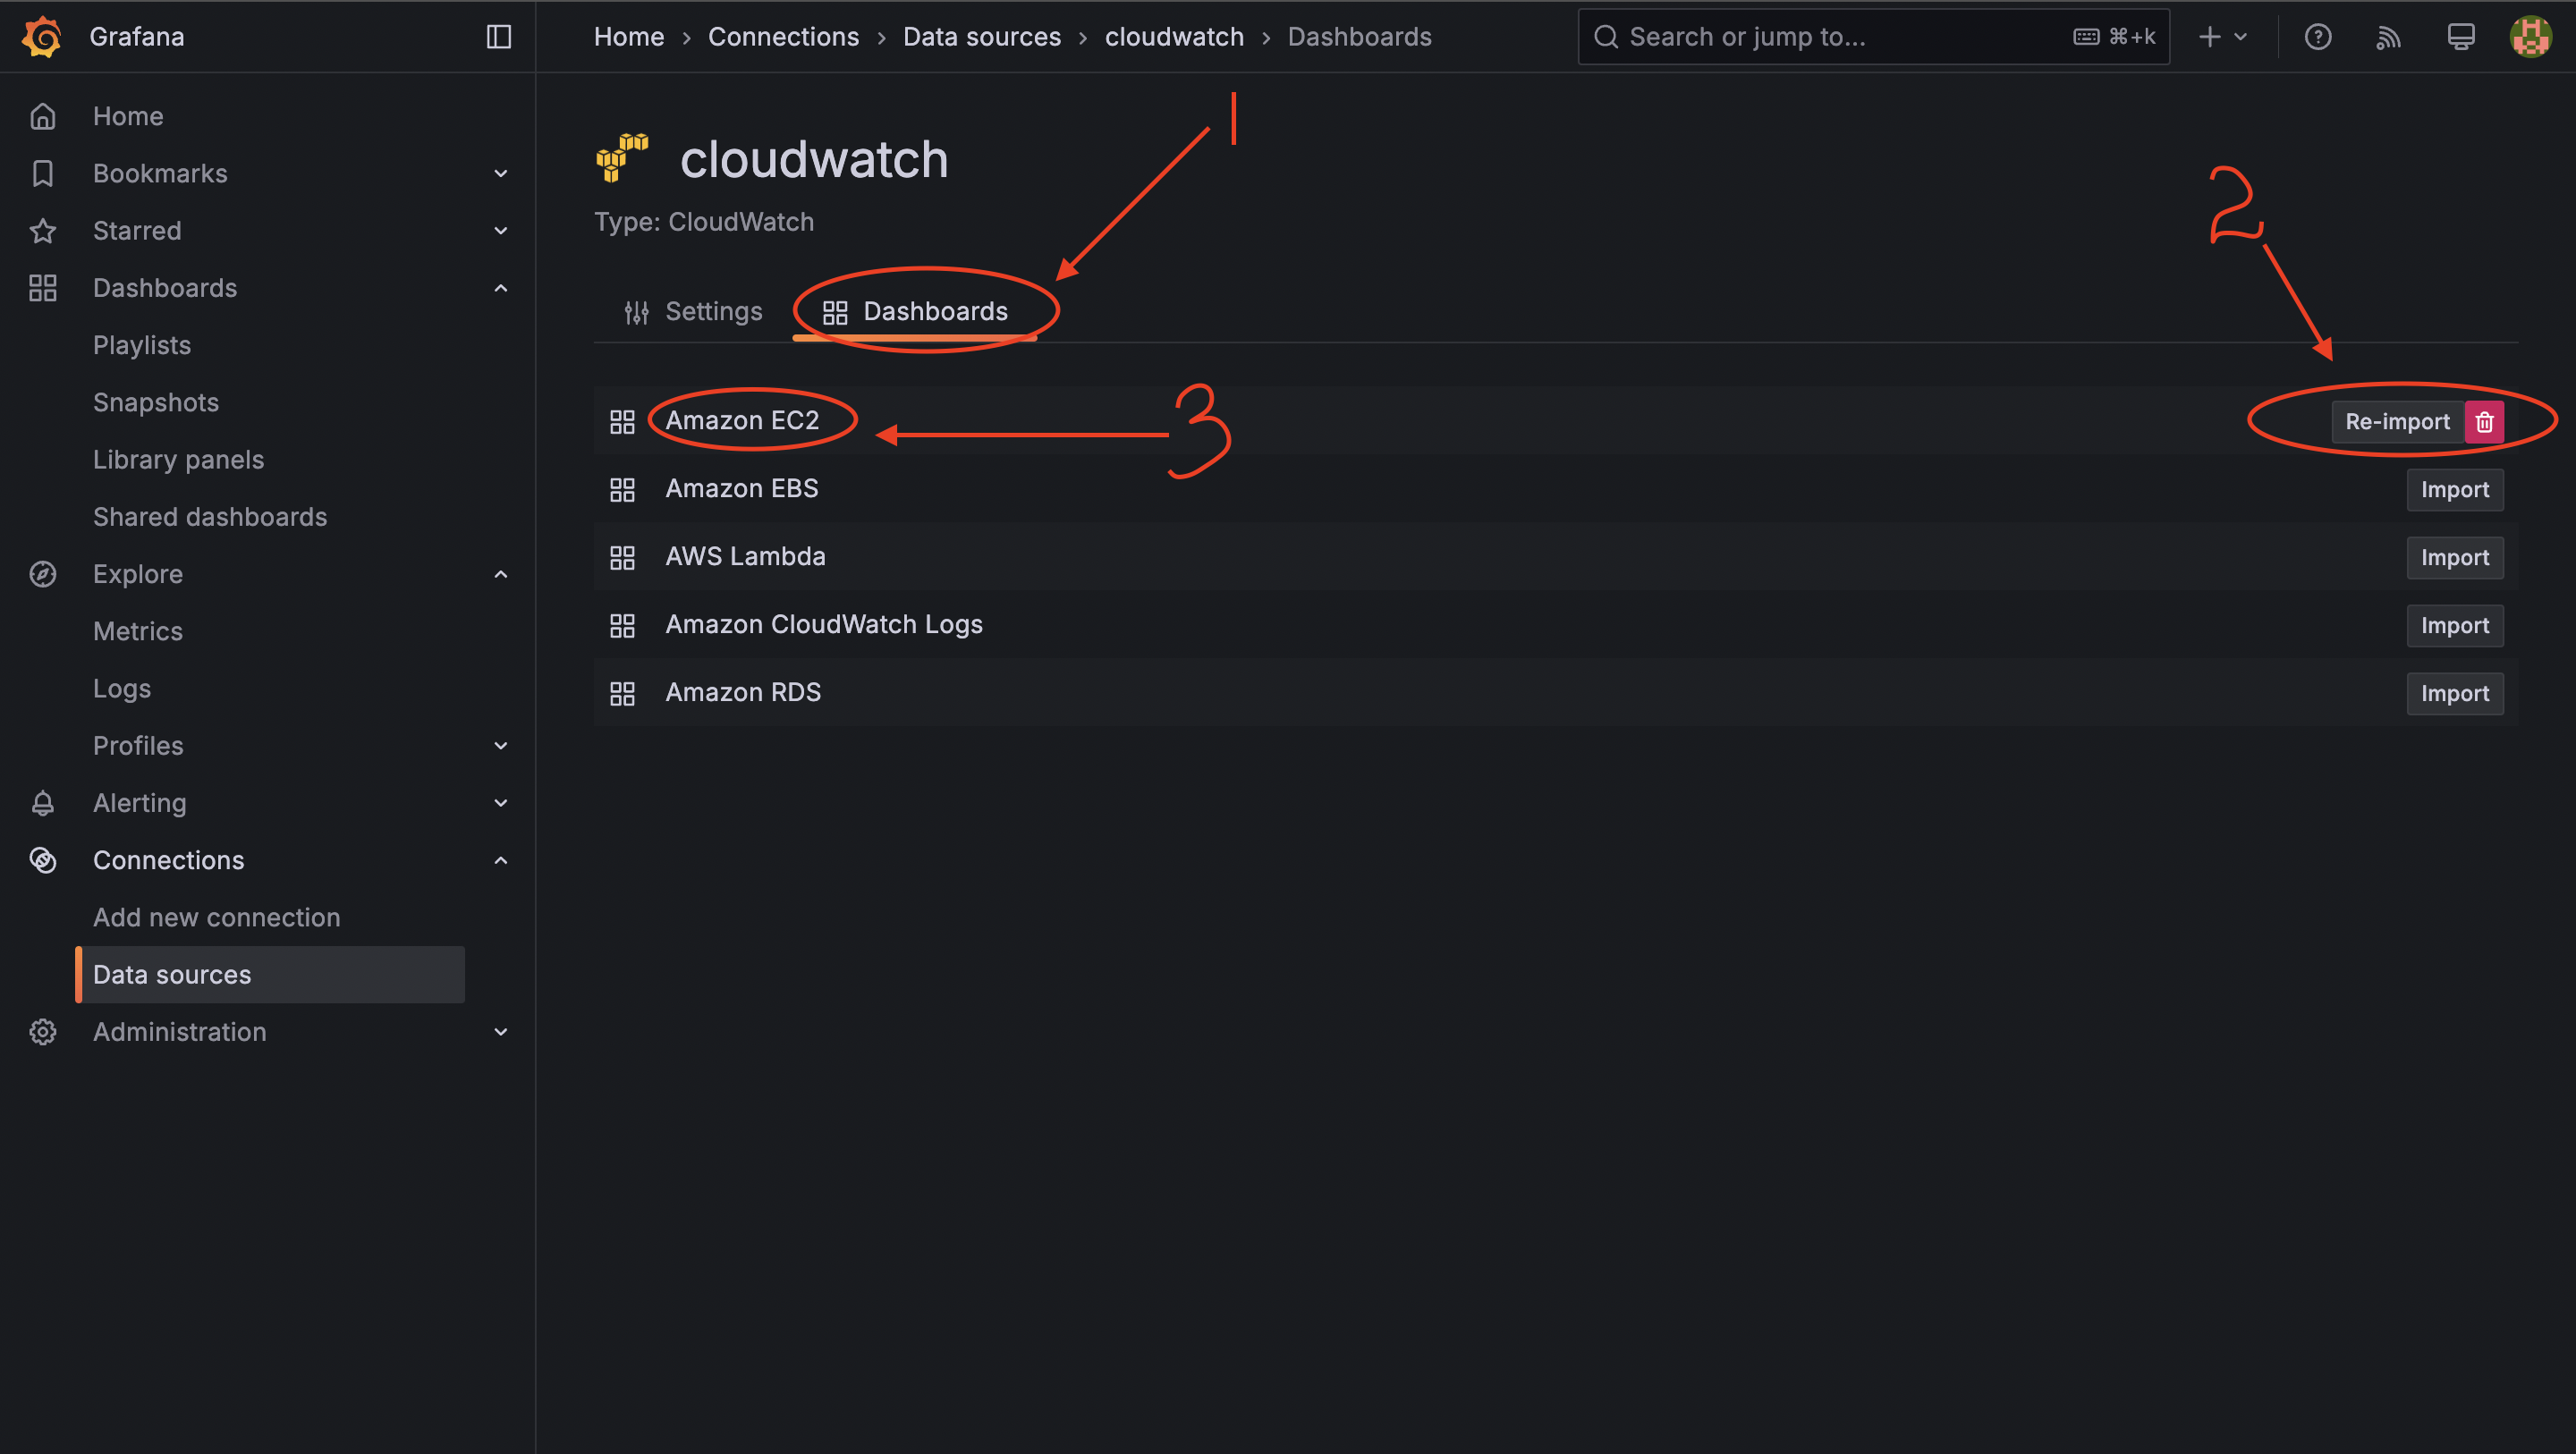 Grafana
Home › Connections › Data sources › cloudwatch › Dashboards
Search or jump to...
⌘+k
Home
Bookmarks
Starred
Dashboards
Playlists
Snapshots
Library panels
Shared dashboards
Explore
Metrics
Logs
Profiles
Alerting
Connections
Add new connection
Data sources
Administration
1
cloudwatch
2
Type: CloudWatch
Settings
Dashboards
Amazon EC2
3
Re-import
Amazon EBS
Import
AWS Lambda
Import
Amazon CloudWatch Logs
Import
Amazon RDS
Import